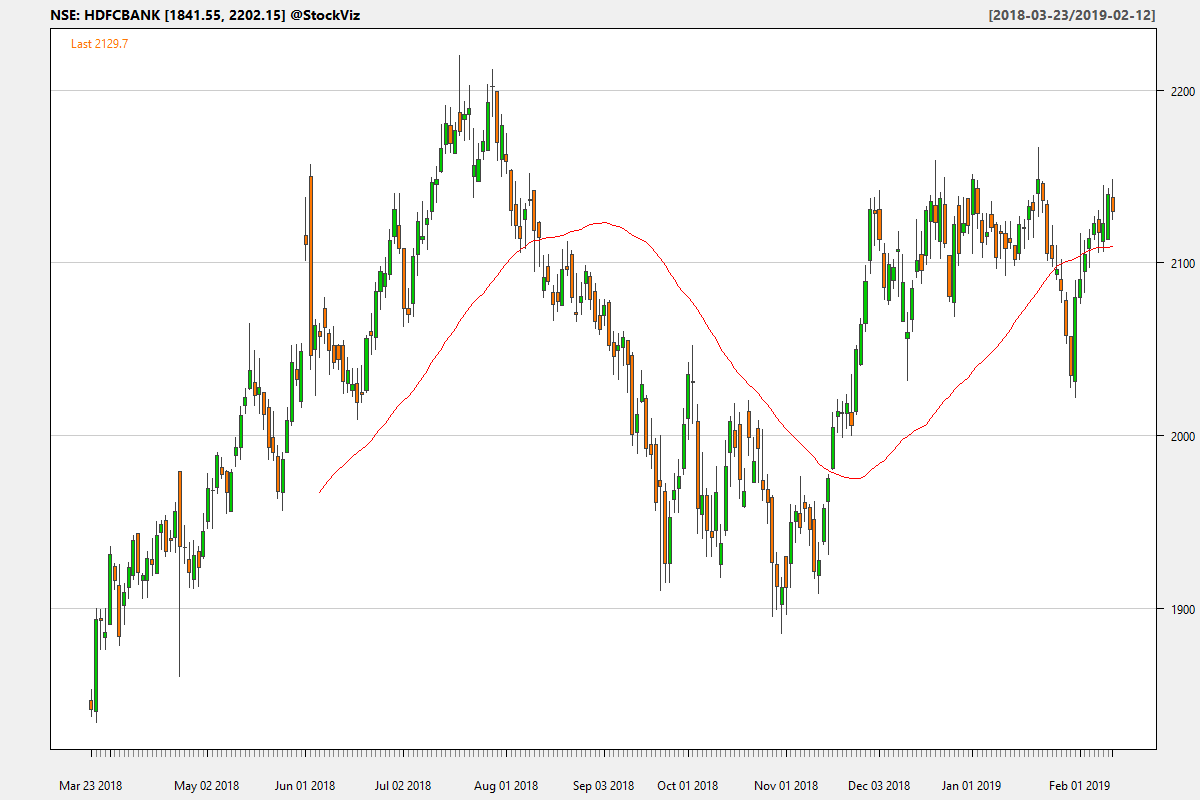 NSE: HDFCBANK [1841.55, 2202.15] @StockViz
[2018-03-23/2019-02-12]
Last 2129.7
2200
2100
2000
1900
Mar 23 2018 May 02 2018 Jun 01 2018 Jul 02 2018 Aug 01 2018 Sep 03 2018 Oct 01 2018 Nov 01 2018 Dec 03 2018 Jan 01 2019 Feb 01 2019